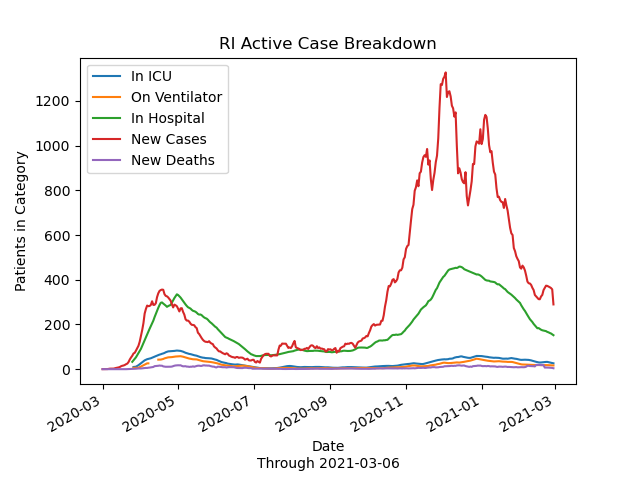 RI Active Case Breakdown
In ICU
On Ventilator
In Hospital
New Cases
New Deaths
Patients in Category
1200
1000
800
600
400
200
0
2020-03
2020-05
2020-07
2020-09
2020-11
2021-01
2021-03
Date
Through 2021-03-06